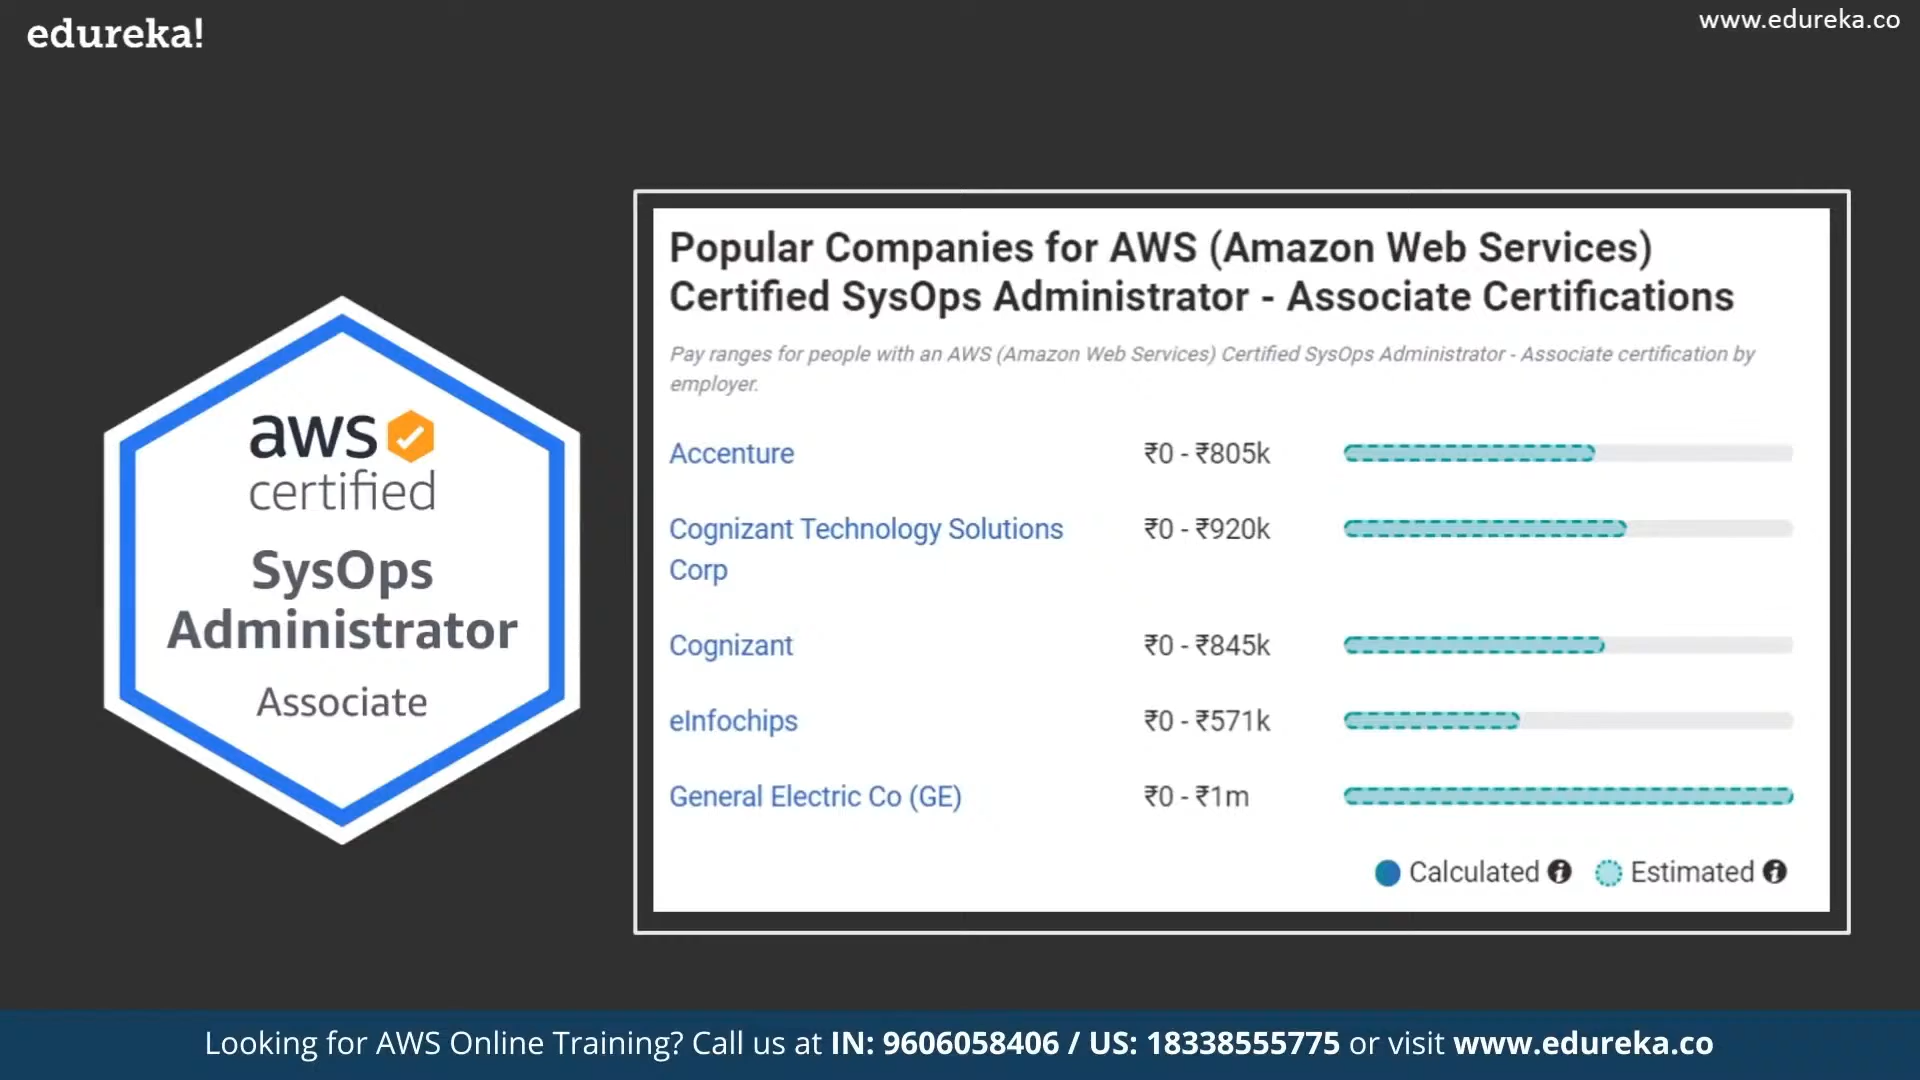 edureka!
www.edureka.co
aws
certified
SysOps
Administrator
Associate
Popular Companies for AWS (Amazon Web Services)
Certified SysOps Administrator - Associate Certifications
Pay ranges for people with an AWS (Amazon Web Services) Certified SysOps Administrator - Associate certification by
employer.
Accenture ₹0 - ₹805k
Cognizant Technology Solutions ₹0 - ₹920k
Corp
Cognizant ₹0 - ₹845k
eInfochips ₹0 - ₹571k
General Electric Co (GE) ₹0 - ₹1m
Calculated Estimated
Looking for AWS Online Training? Call us at IN: 9606058406 / US: 18338555775 or visit www.edureka.co